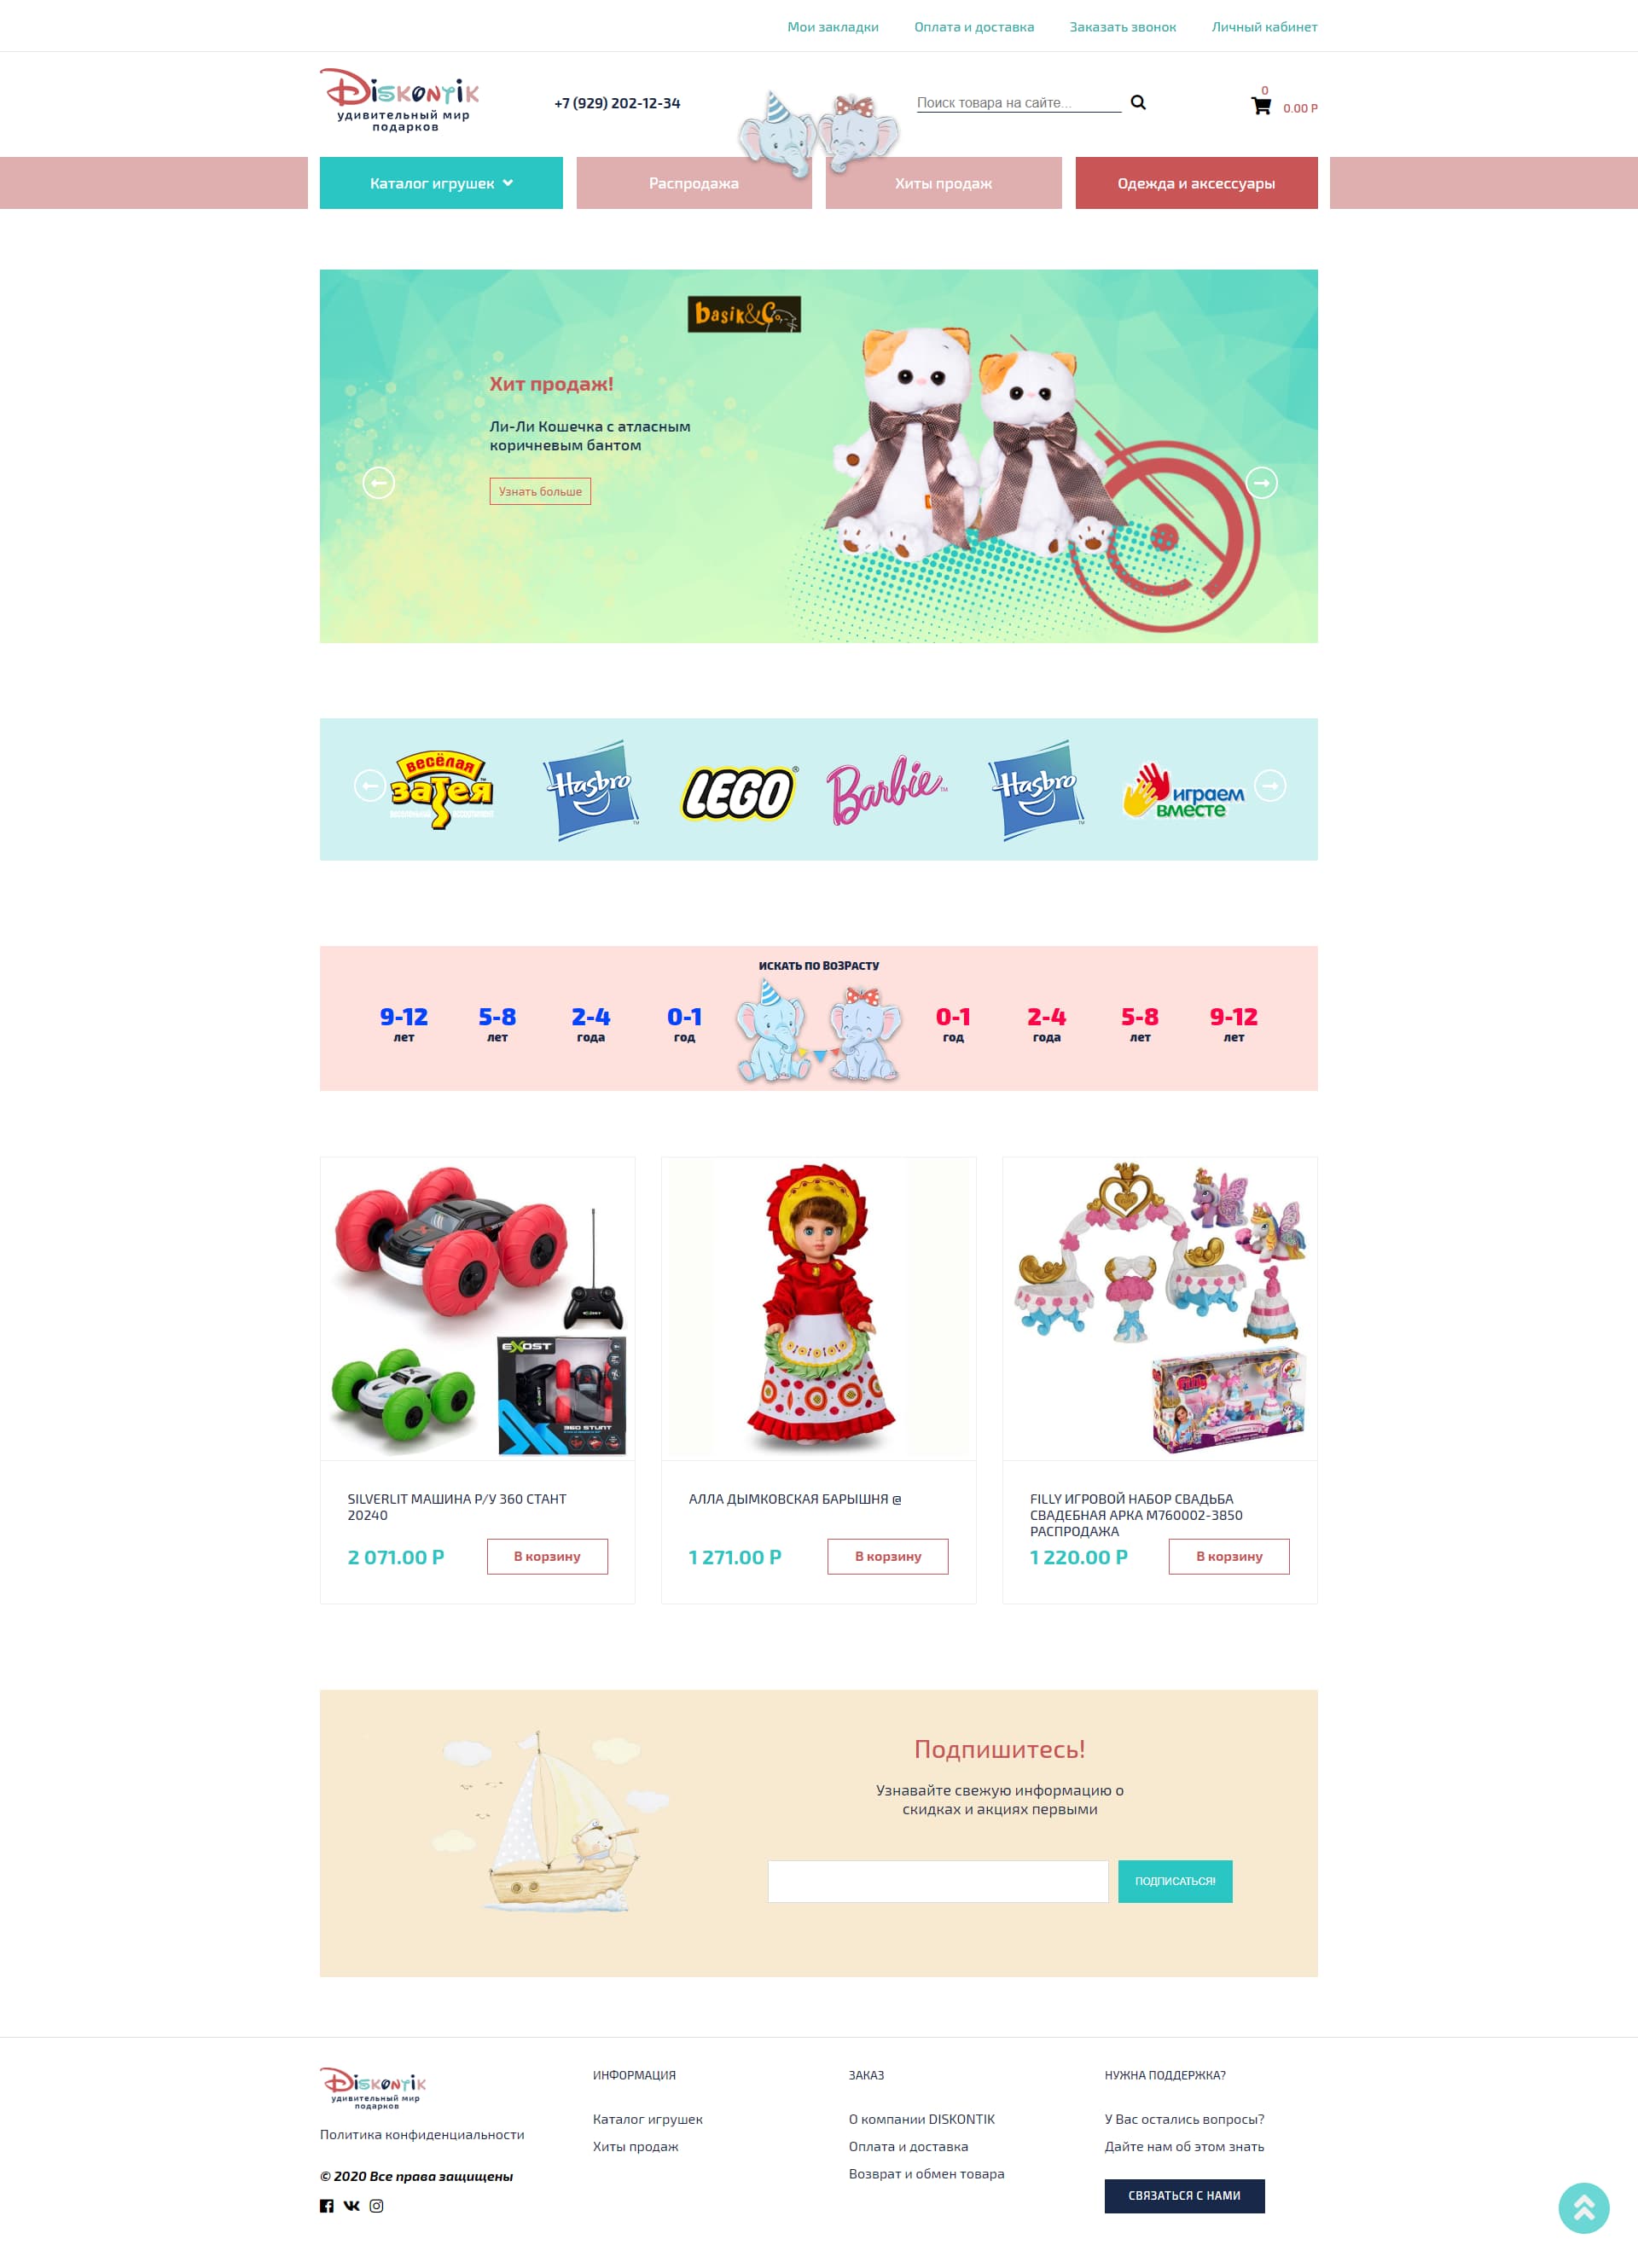 Мои закладки
Оплата и доставка
Заказать звонок
Личный кабинет
Diskontik
удивительный мир
подарков
+7 (929) 202-12-34
Поиск товара на сайте...
0
0.00 Р
Каталог игрушек
Распродажа
Хиты продаж
Одежда и аксессуары
basik&Co
Хит продаж!
Ли-Ли Кошечка с атласным
коричневым бантом
Узнать больше
весёлая
затея
Hasbro
LEGO
Barbie
Hasbro
играем
вместе
ИСКАТЬ ПО ВОЗРАСТУ
9-12
лет
5-8
лет
2-4
года
0-1
год
0-1
год
2-4
года
5-8
лет
9-12
лет
EXOST
360 STUNT
SILVERLIT МАШИНА Р/У 360 СТАНТ
20240
2 071.00 Р
В корзину
АЛЛА ДЫМКОВСКАЯ БАРЫШНЯ @
1 271.00 Р
В корзину
FILLY ИГРОВОЙ НАБОР СВАДЬБА
СВАДЕБНАЯ АРКА M760002-3850
РАСПРОДАЖА
1 220.00 Р
В корзину
Подпишитесь!
Узнавайте свежую информацию о
скидках и акциях первыми
ПОДПИСАТЬСЯ!
Diskontik
удивительный мир
подарков
Политика конфиденциальности
© 2020 Все права защищены
ИНФОРМАЦИЯ
Каталог игрушек
Хиты продаж
ЗАКАЗ
О компании DISKONTIK
Оплата и доставка
Возврат и обмен товара
НУЖНА ПОДДЕРЖКА?
У Вас остались вопросы?
Дайте нам об этом знать
СВЯЗАТЬСЯ С НАМИ